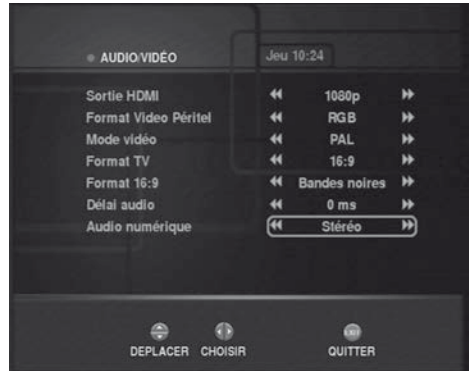 AUDIO/VIDÉO Jeu 10:24
Sortie HDMI 1080p
Format Video Péritel RGB
Mode vidéo PAL
Format TV 16:9
Format 16:9 Bandes noires
Délai audio 0 ms
Audio numérique Stéréo
EXIT
DEPLACER CHOISIR QUITTER